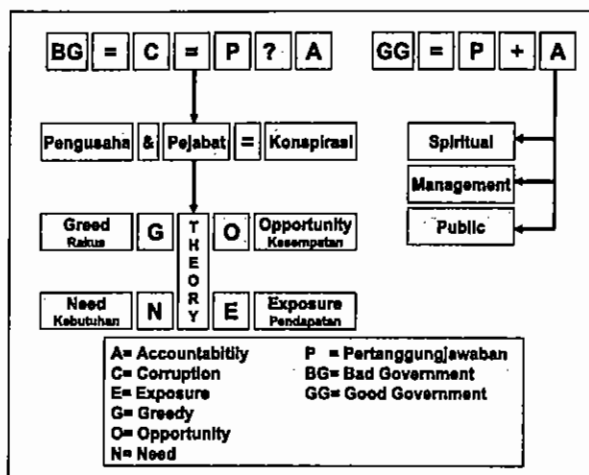 BG = C = P ? A
GG = P + A
Pengusaha & Pejabat = Konspirasi
Spiritual
Management
Public
Greed
Rakus
G
THEORY
O
Opportunity
Kesempatan
Need
Kebutuhan
N
E
Exposure
Pendapatan
A= Accountabitily
C= Corruption
E= Exposure
G= Greedy
O= Opportunity
N= Need
P = Pertanggungjawaban
BG= Bad Government
GG= Good Government